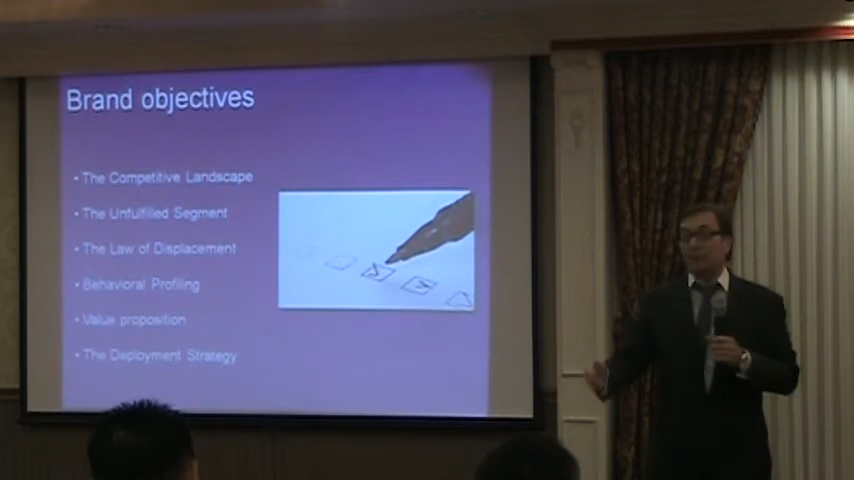 Brand objectives
• The Competitive Landscape
• The Unfulfilled Segment
• The Law of Displacement
• Behavioral Profiling
• Value proposition
• The Deployment Strategy